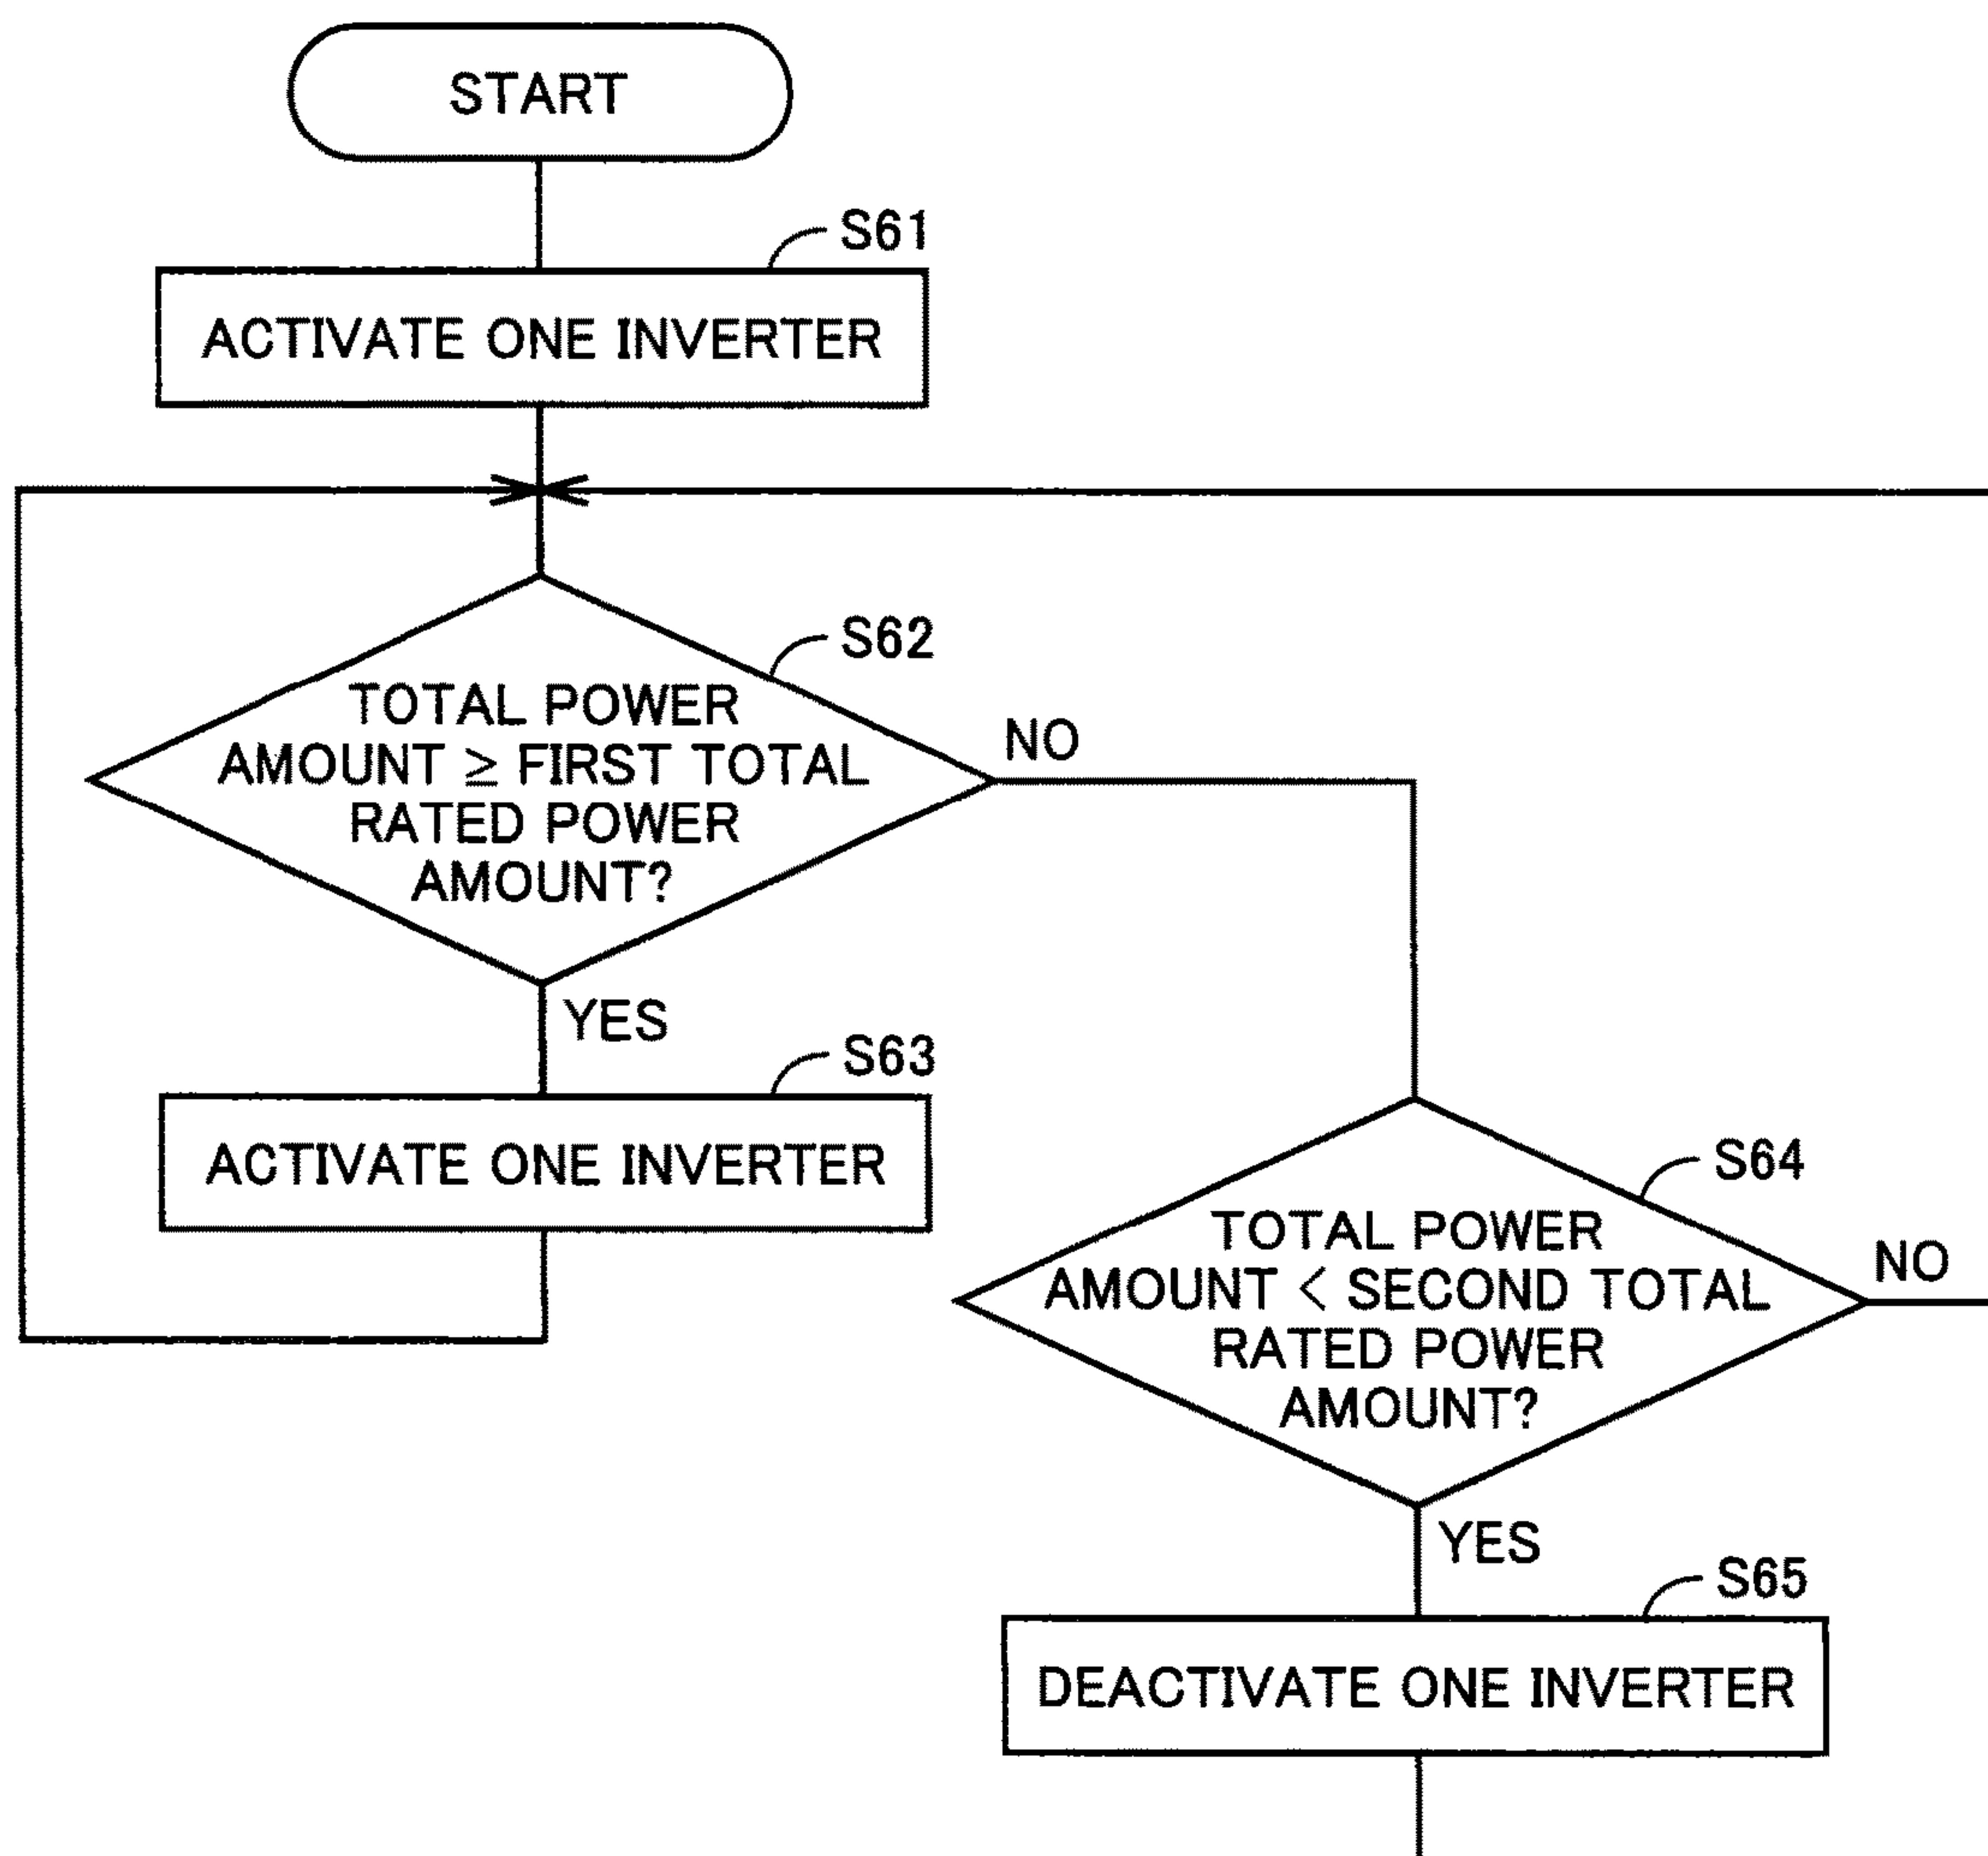 START
S61
ACTIVATE ONE INVERTER
S62
TOTAL POWER
AMOUNT ≥ FIRST TOTAL
RATED POWER
AMOUNT?
NO
YES
S63
ACTIVATE ONE INVERTER
S64
TOTAL POWER
AMOUNT < SECOND TOTAL
RATED POWER
AMOUNT?
NO
YES
S65
DEACTIVATE ONE INVERTER